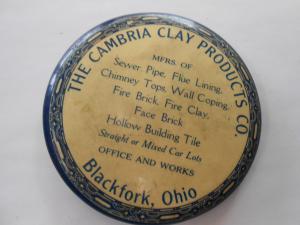 THE CAMBRIA CLAY PRODUCTS CO.
MFRS. OF
Sewer Pipe, Flue Lining,
Chimney Tops, Wall Coping,
Fire Brick, Fire Clay,
Face Brick
Hollow Building Tile
Straight or Mixed Car Lots
OFFICE AND WORKS
Blackfork, Ohio